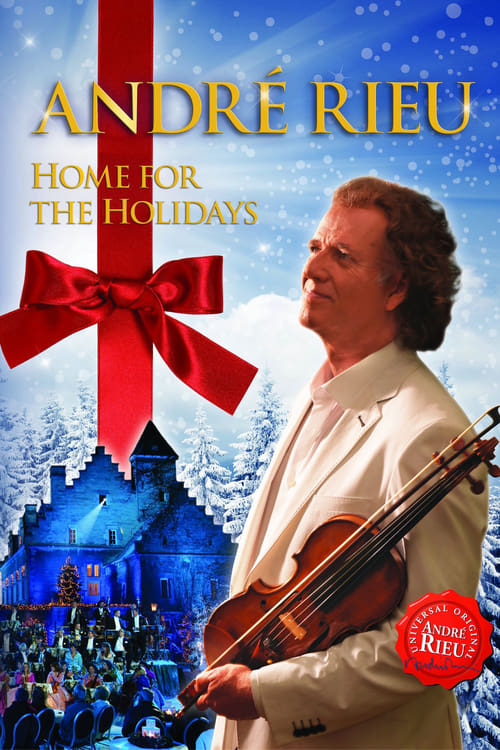 ANDRÉ RIEU
HOME FOR
THE HOLIDAYS
UNIVERSAL ORIGINAL
ANDRÉ
RIEU